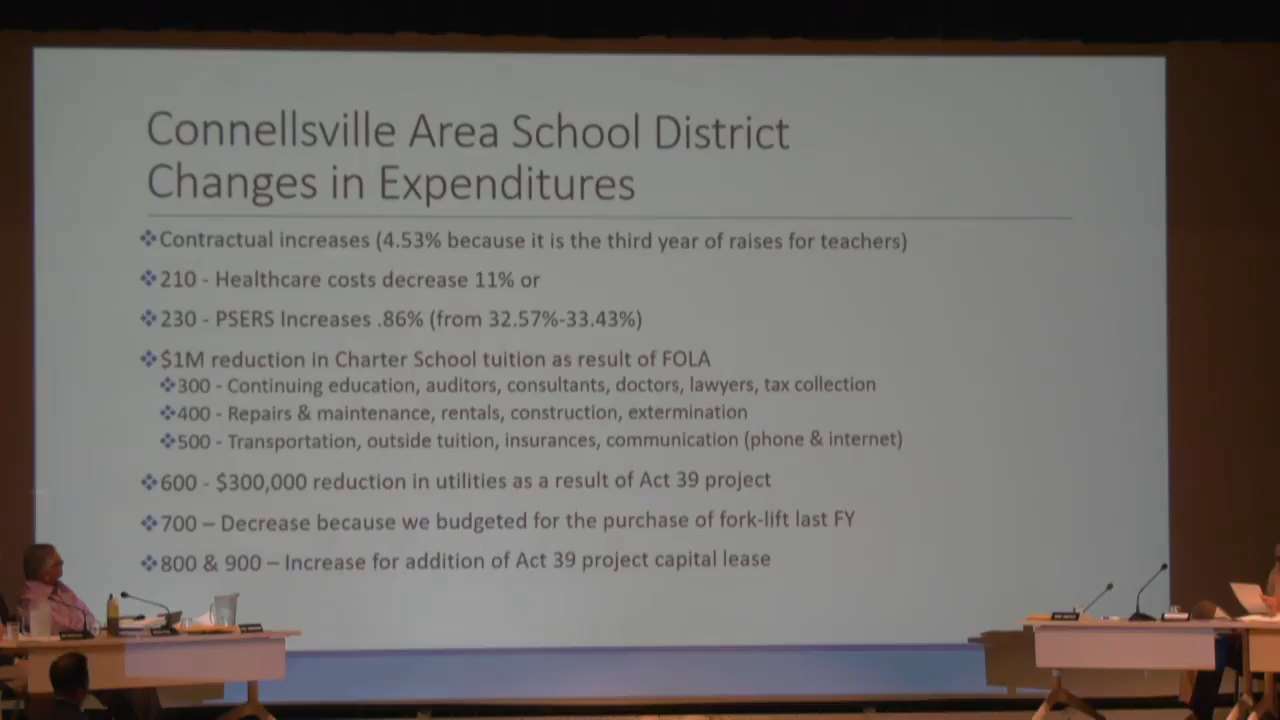 Connellsville Area School District
Changes in Expenditures
❖Contractual increases (4.53% because it is the third year of raises for teachers)
❖210 - Healthcare costs decrease 11% or
❖230 - PSERS Increases .86% (from 32.57%-33.43%)
❖$1M reduction in Charter School tuition as result of FOLA
❖300 - Continuing education, auditors, consultants, doctors, lawyers, tax collection
❖400 - Repairs & maintenance, rentals, construction, extermination
❖500 - Transportation, outside tuition, insurances, communication (phone & internet)
❖600 - $300,000 reduction in utilities as a result of Act 39 project
❖700 – Decrease because we budgeted for the purchase of fork-lift last FY
❖800 & 900 – Increase for addition of Act 39 project capital lease